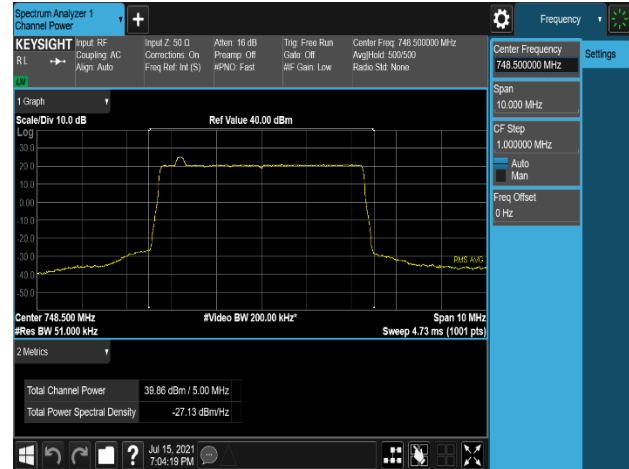 Spectrum Analyzer 1
Channel Power
+
Frequency
KEYSIGHT
RL
LM
Input: RF
Coupling: AC
Align: Auto
Input Z: 50 Ω
Corrections: On
Freq Ref: Int (S)
Atten: 16 dB
Preamp: Off
#PNO: Fast
Trig: Free Run
Gate: Off
#IF Gain: Low
Center Freq: 748.500000 MHz
Avg|Hold: 500/500
Radio Std: None
Center Frequency
748.500000 MHz
Settings
Span
10.000 MHz
CF Step
1.000000 MHz
Auto
Man
Freq Offset
0 Hz
1 Graph
Scale/Div 10.0 dB
Ref Value 40.00 dBm
Log
30.0
20.0
10.0
0.00
-10.0
-20.0
-30.0
-40.0
-50.0
RMS AVG
Center 748.500 MHz
#Video BW 200.00 kHz*
Span 10 MHz
#Res BW 51.000 kHz
Sweep 4.73 ms (1001 pts)
2 Metrics
Total Channel Power 39.86 dBm / 5.00 MHz
Total Power Spectral Density -27.13 dBm/Hz
?
Jul 15, 2021
7:04:19 PM